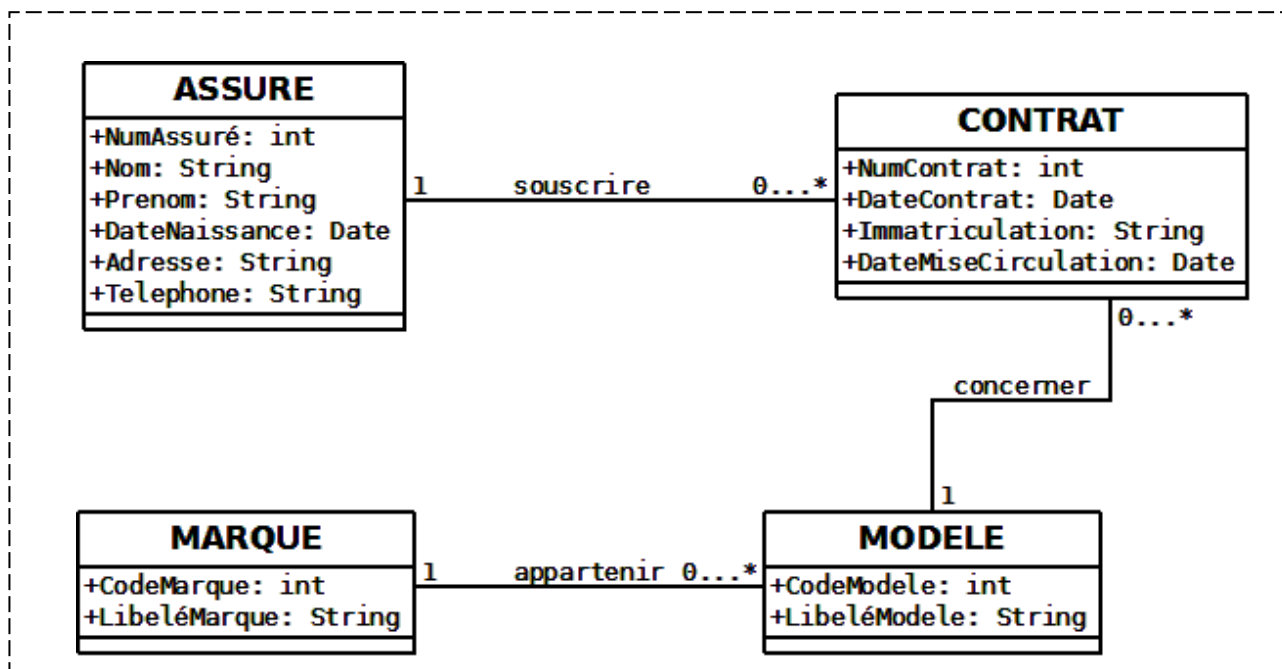 ASSURE
+NumAssuré: int
+Nom: String
+Prenom: String
+DateNaissance: Date
+Adresse: String
+Telephone: String
1 souscrire 0...*
CONTRAT
+NumContrat: int
+DateContrat: Date
+Immatriculation: String
+DateMiseCirculation: Date
0...*
concerner
1
MARQUE
+CodeMarque: int
+LibeléMarque: String
1 appartenir 0...*
MODELE
+CodeModele: int
+LibeléModele: String